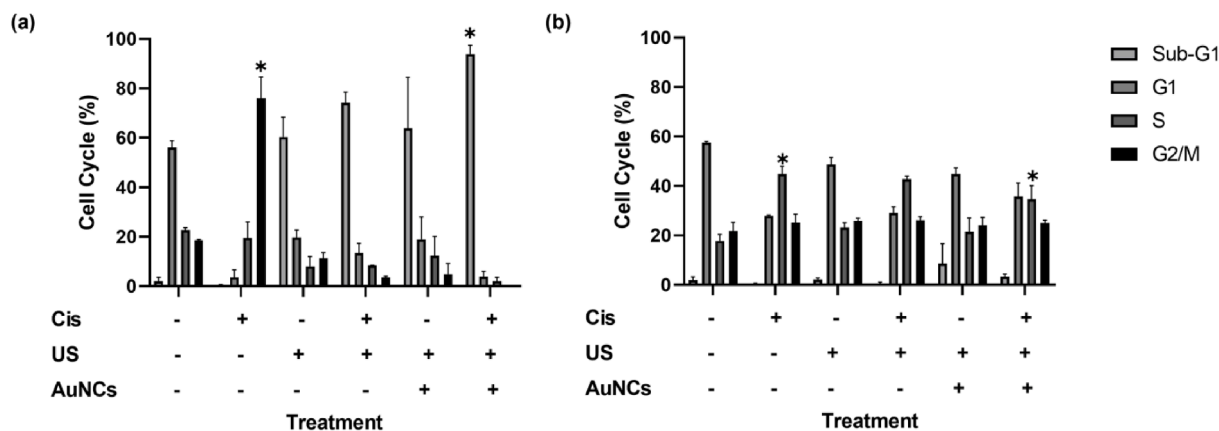 (a)
Cell Cycle (%)
100
80
60
40
20
0
*
*
Cis - + - + - +
US - - + + + +
AuNCs - - - - + +
Treatment
(b)
Cell Cycle (%)
100
80
60
40
20
0
*
*
Cis - + - + - +
US - - + + + +
AuNCs - - - - + +
Treatment
Sub-G1
G1
S
G2/M